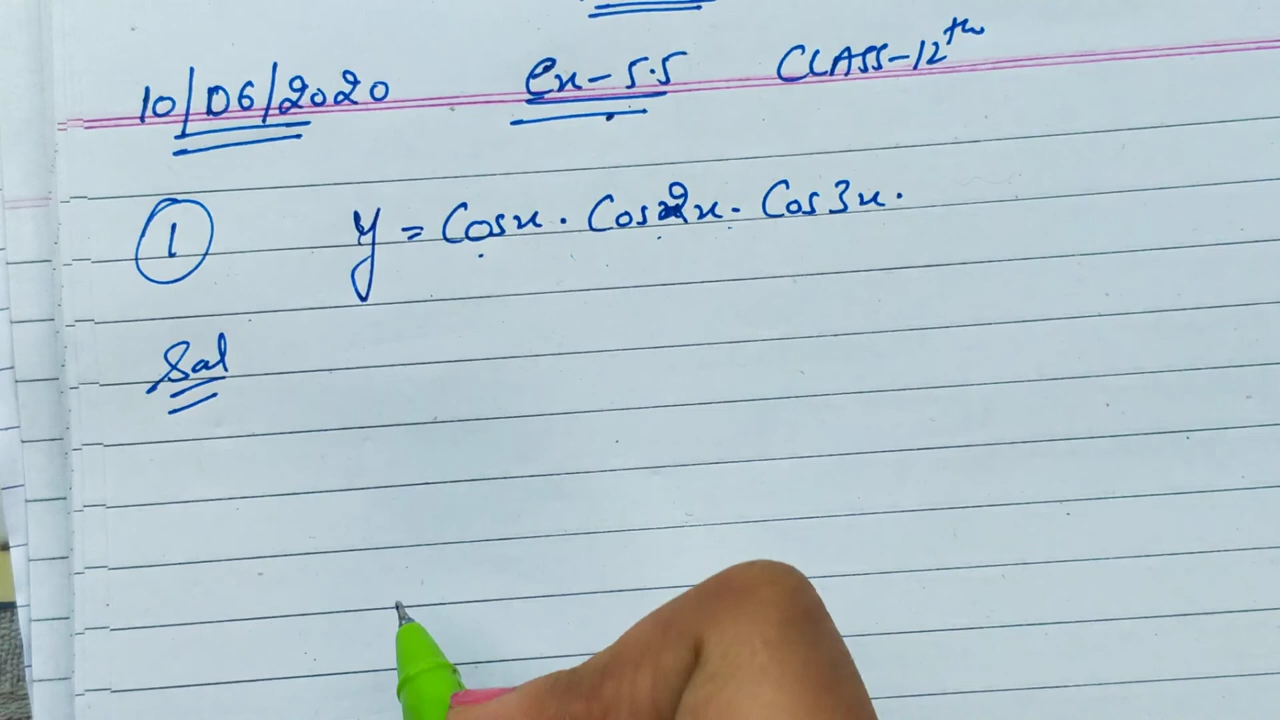 10/06/2020 ex-5.5 CLASS-12th
1 y = Cosx . Cos2x . Cos3x.
Sol